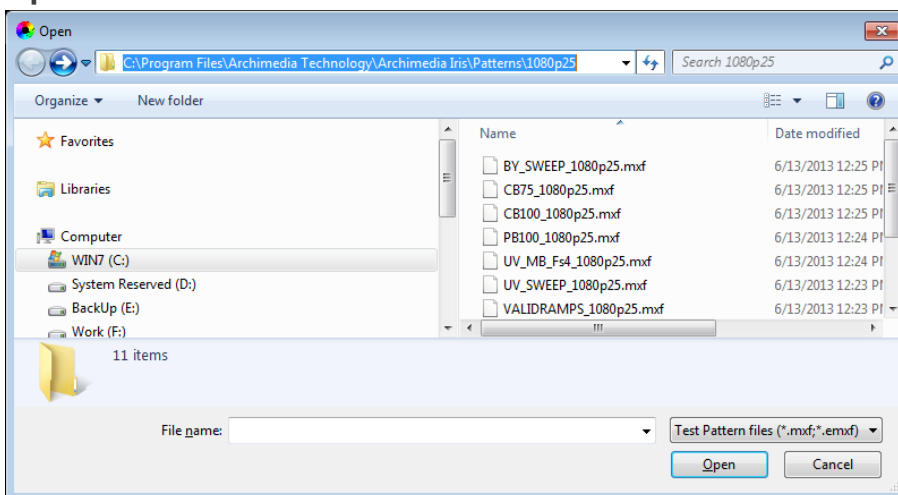 Open
C:\Program Files\Archimedia Technology\Archimedia Iris\Patterns\1080p25
Search 1080p25
Organize
New folder
Favorites
Libraries
Computer
WIN7 (C:)
System Reserved (D:)
BackUp (E:)
Work (F:)
Name Date modified
BY_SWEEP_1080p25.mxf 6/13/2013 12:25 PM
CB75_1080p25.mxf 6/13/2013 12:25 PM
CB100_1080p25.mxf 6/13/2013 12:25 PM
PB100_1080p25.mxf 6/13/2013 12:24 PM
UV_MB_Fs4_1080p25.mxf 6/13/2013 12:24 PM
UV_SWEEP_1080p25.mxf 6/13/2013 12:23 PM
VALIDRAMPS_1080p25.mxf 6/13/2013 12:23 PM
11 items
File name:
Test Pattern files (*.mxf;*.emxf)
Open Cancel